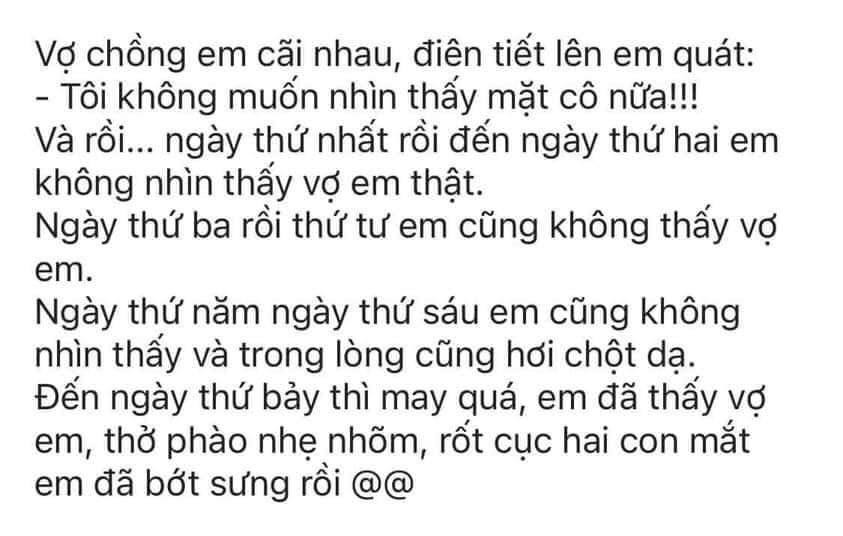 Vợ chồng em cãi nhau, điên tiết lên em quát:
- Tôi không muốn nhìn thấy mặt cô nữa!!!
Và rồi... ngày thứ nhất rồi đến ngày thứ hai em
không nhìn thấy vợ em thật.
Ngày thứ ba rồi thứ tư em cũng không thấy vợ
em.
Ngày thứ năm ngày thứ sáu em cũng không
nhìn thấy và trong lòng cũng hơi chột dạ.
Đến ngày thứ bảy thì may quá, em đã thấy vợ
em, thở phào nhẹ nhõm, rốt cục hai con mắt
em đã bớt sưng rồi @@